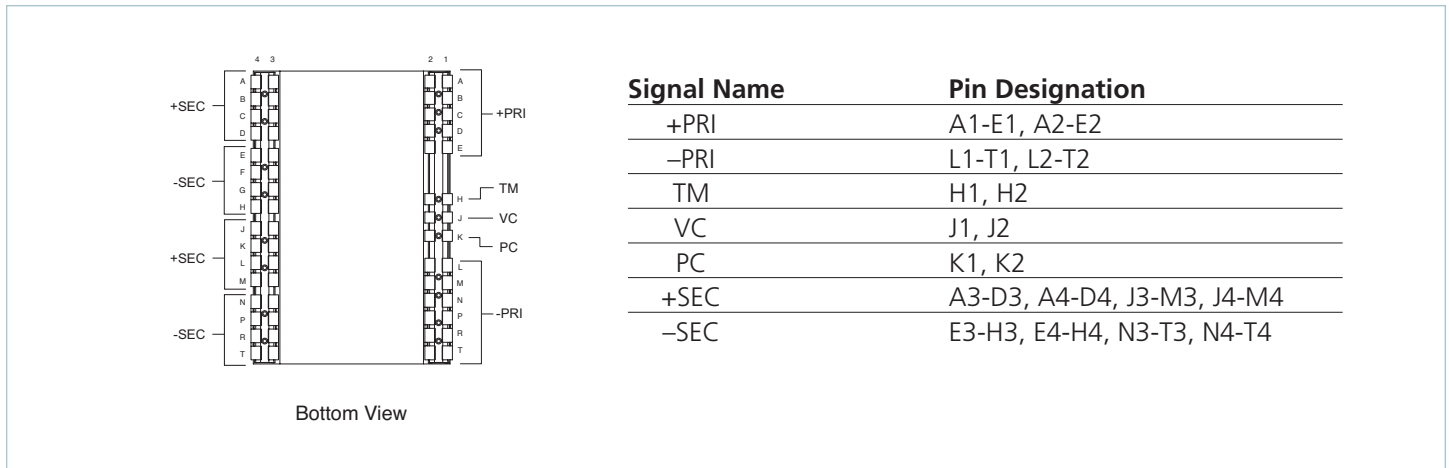 4 3 2 1
A A
B B
+SEC
C C +PRI
D D
E E
F
-SEC
G TM
H H
J J VC
K K PC
+SEC
L L
M M
N N
P P -PRI
-SEC
R R
T T
Bottom View
Signal Name Pin Designation
+PRI A1-E1, A2-E2
–PRI L1-T1, L2-T2
TM H1, H2
VC J1, J2
PC K1, K2
+SEC A3-D3, A4-D4, J3-M3, J4-M4
–SEC E3-H3, E4-H4, N3-T3, N4-T4